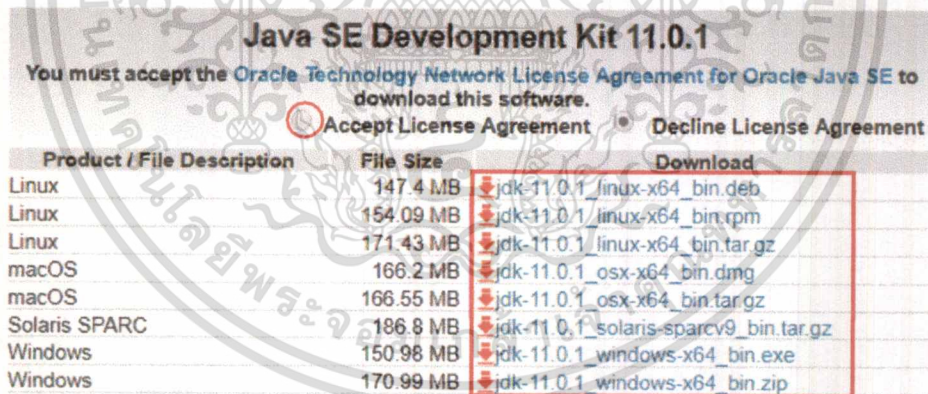 Java SE Development Kit 11.0.1
You must accept the Oracle Technology Network License Agreement for Oracle Java SE to
download this software.
Accept License Agreement Decline License Agreement
Product / File Description File Size Download
Linux 147.4 MB jdk-11.0.1_linux-x64_bin.deb
Linux 154.09 MB jdk-11.0.1_linux-x64_bin.rpm
Linux 171.43 MB jdk-11.0.1_linux-x64_bin.tar.gz
macOS 166.2 MB jdk-11.0.1_osx-x64_bin.dmg
macOS 166.55 MB jdk-11.0.1_osx-x64_bin.tar.gz
Solaris SPARC 186.8 MB jdk-11.0.1_solaris-sparcv9_bin.tar.gz
Windows 150.98 MB jdk-11.0.1_windows-x64_bin.exe
Windows 170.99 MB jdk-11.0.1_windows-x64_bin.zip